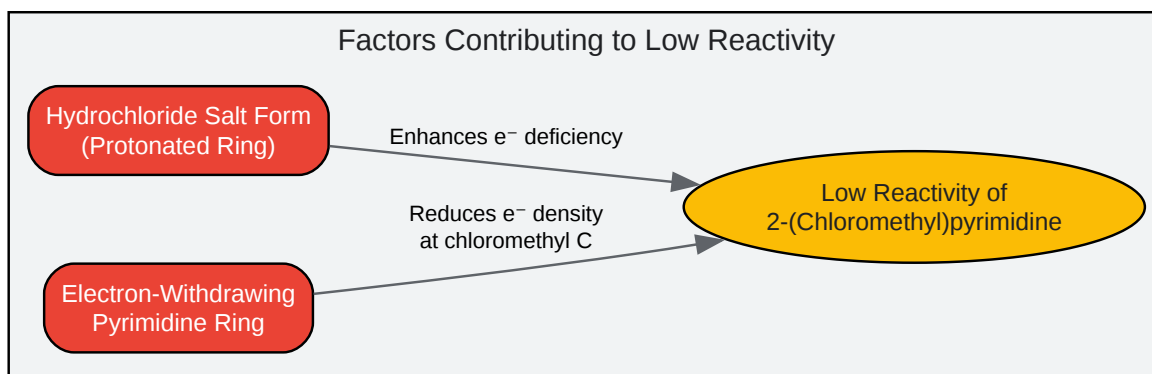 Factors Contributing to Low Reactivity
Hydrochloride Salt Form
(Protonated Ring)
Enhances e⁻ deficiency
Low Reactivity of
2-(Chloromethyl)pyrimidine
Reduces e⁻ density
at chloromethyl C
Electron-Withdrawing
Pyrimidine Ring